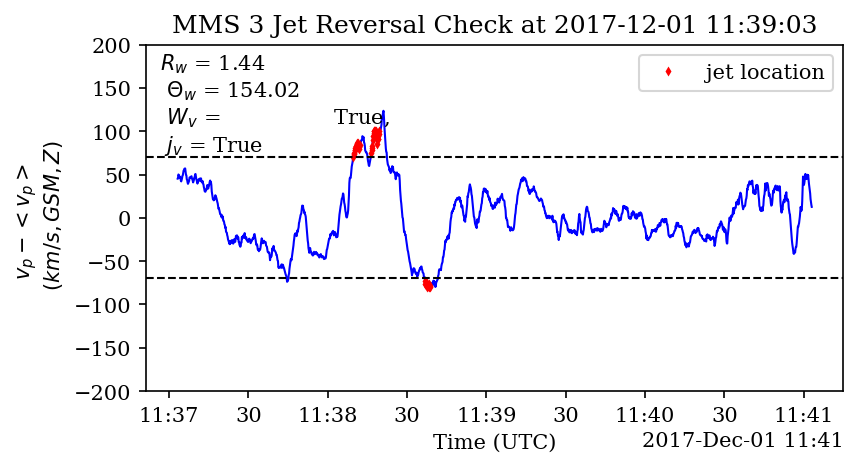 MMS 3 Jet Reversal Check at 2017-12-01 11:39:03
200
150
100
50
0
−50
−100
−150
−200
v_p − <v_p>
(km/s, GSM, Z)
R_w = 1.44
Θ_w = 154.02
W_v = True,
j_v = True
jet location
11:37 30 11:38 30 11:39 30 11:40 30 11:41
Time (UTC)
2017-Dec-01 11:41